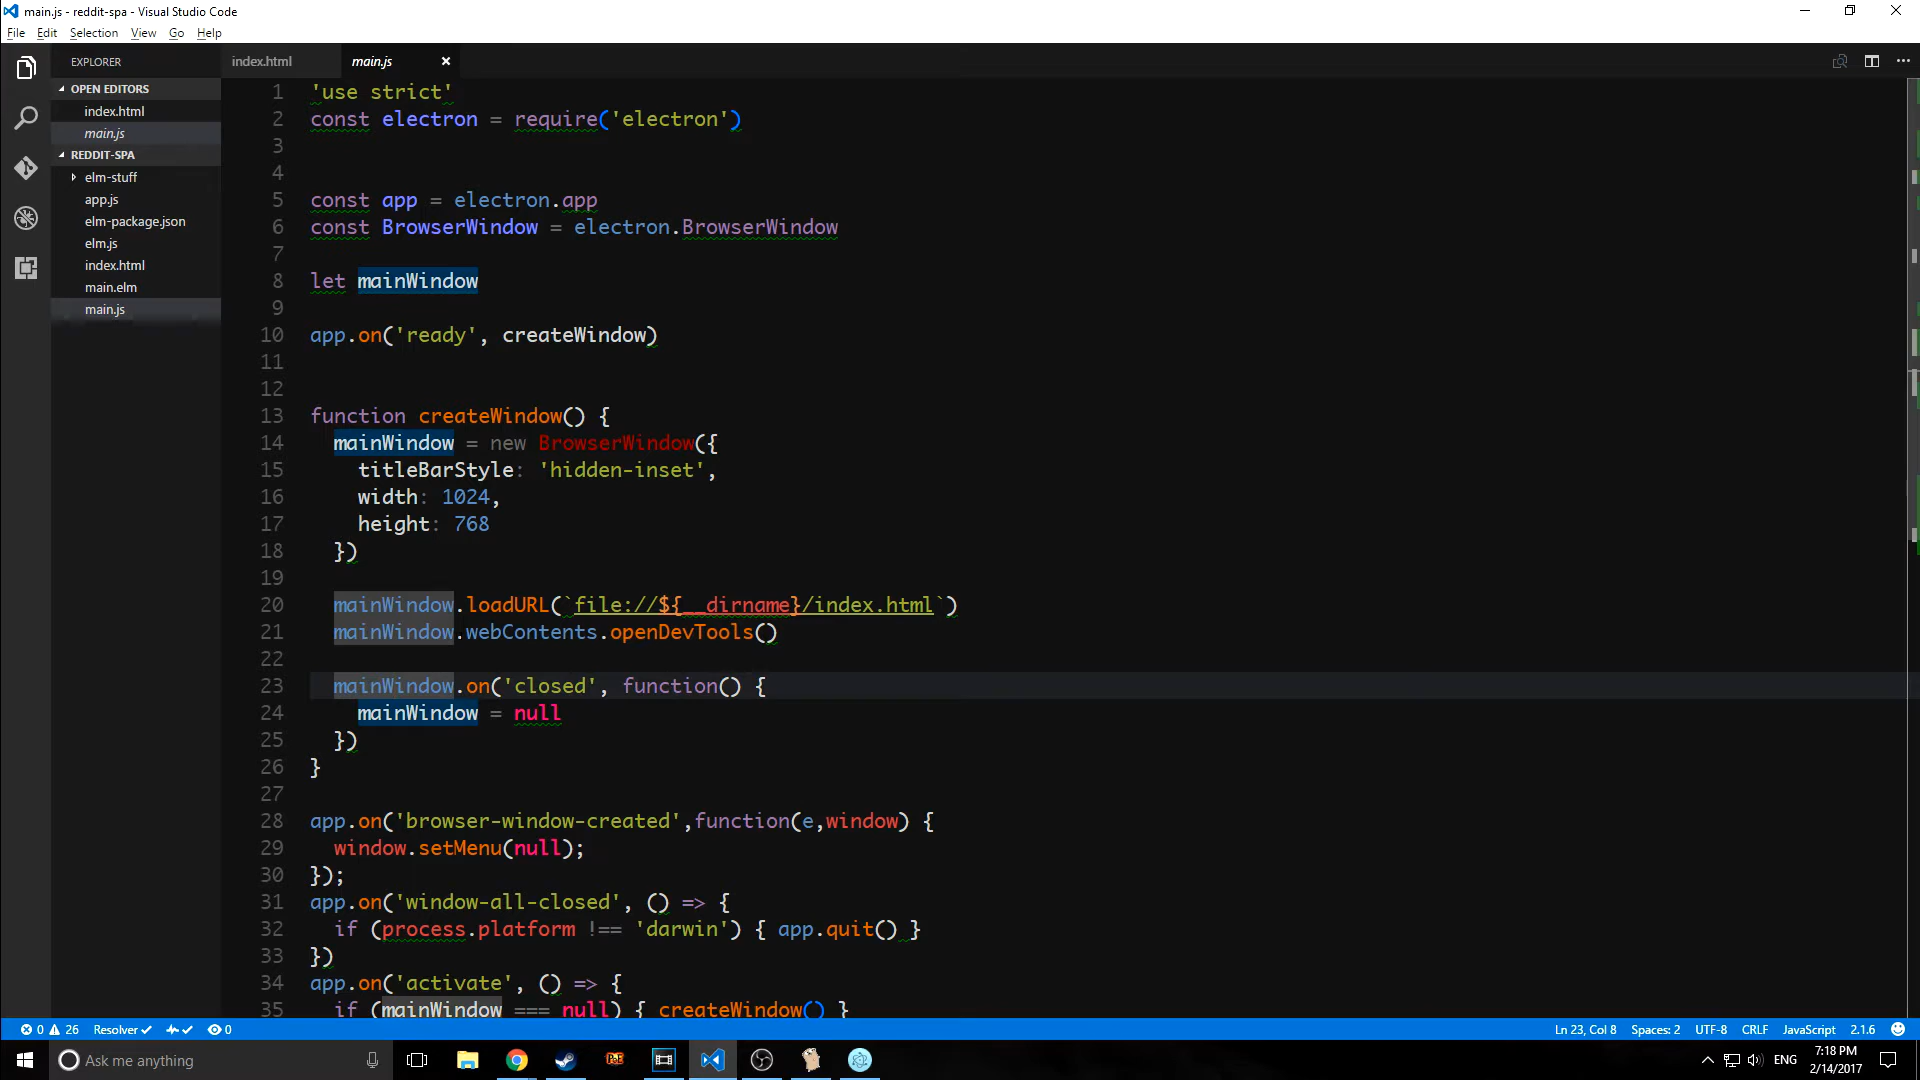 main.js - reddit-spa - Visual Studio Code
File Edit Selection View Go Help
EXPLORER
OPEN EDITORS
index.html
main.js
REDDIT-SPA
elm-stuff
app.js
elm-package.json
elm.js
index.html
main.elm
main.js
index.html main.js
1 'use strict'
2 const electron = require('electron')
3
4
5 const app = electron.app
6 const BrowserWindow = electron.BrowserWindow
7
8 let mainWindow
9
10 app.on('ready', createWindow)
11
12
13 function createWindow() {
14 mainWindow = new BrowserWindow({
15 titleBarStyle: 'hidden-inset',
16 width: 1024,
17 height: 768
18 })
19
20 mainWindow.loadURL(`file://${__dirname}/index.html`)
21 mainWindow.webContents.openDevTools()
22
23 mainWindow.on('closed', function() {
24 mainWindow = null
25 })
26 }
27
28 app.on('browser-window-created',function(e,window) {
29 window.setMenu(null);
30 });
31 app.on('window-all-closed', () => {
32 if (process.platform !== 'darwin') { app.quit() }
33 })
34 app.on('activate', () => {
35 if (mainWindow === null) { createWindow() }
0 26 Resolver 0 Ln 23, Col 8 Spaces: 2 UTF-8 CRLF JavaScript 2.1.6
Ask me anything
ENG
7:18 PM
2/14/2017